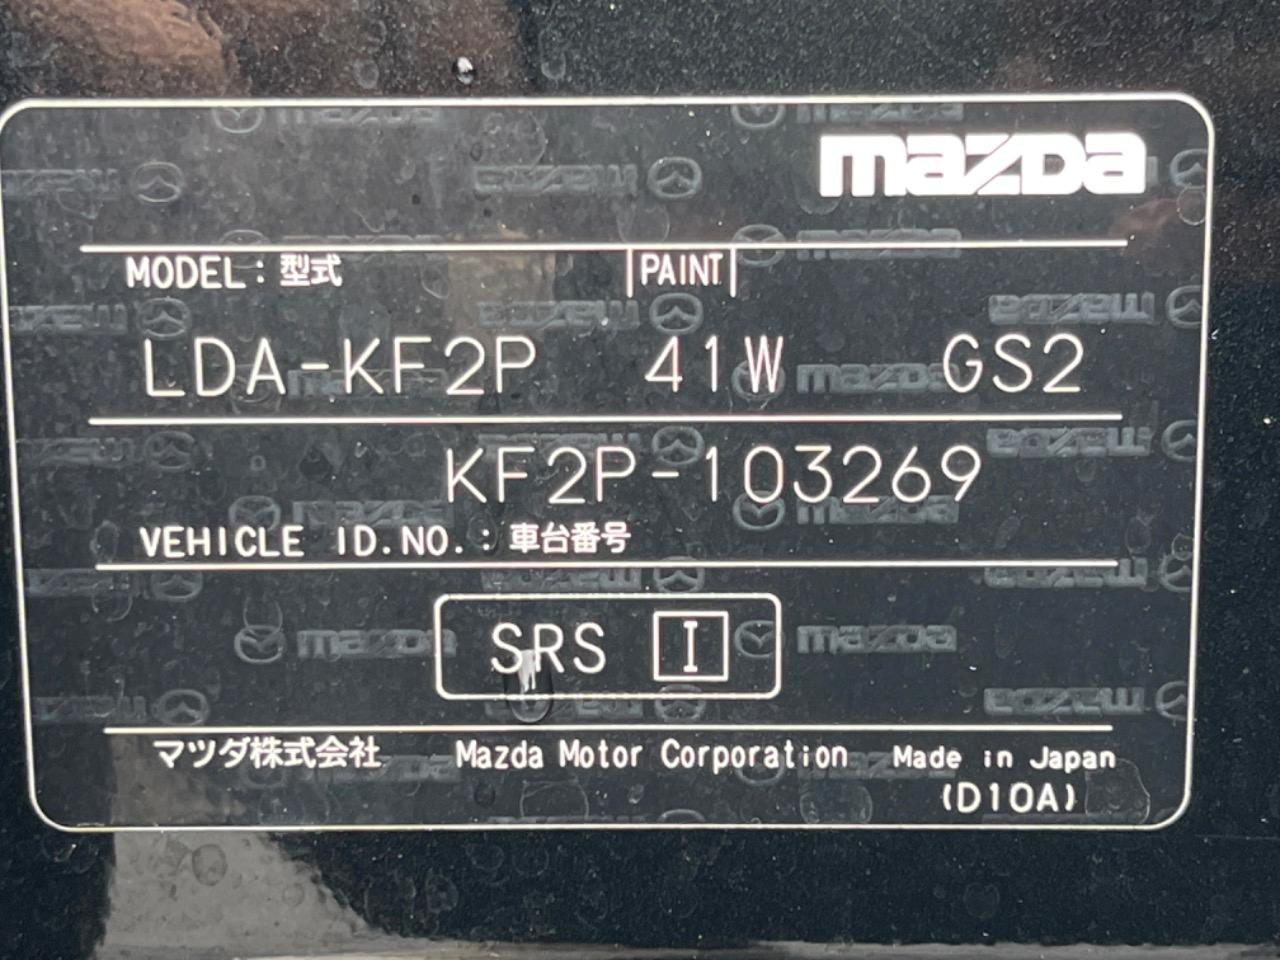 mazda
MODEL : 型式 PAINT
LDA-KF2P 41W GS2
KF2P-103269
VEHICLE ID.NO. : 車台番号
SRS I
マツダ株式会社 Mazda Motor Corporation Made in Japan
(D10A)